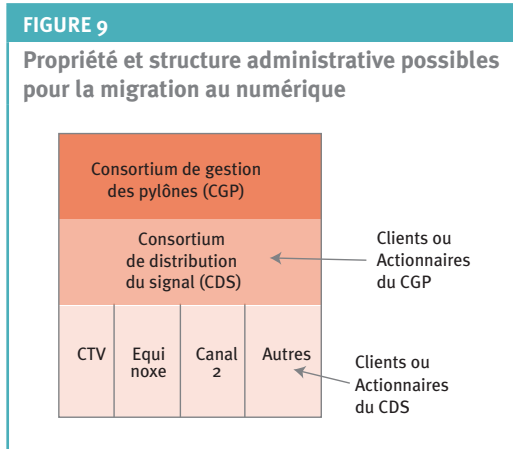 FIGURE 9
Propriété et structure administrative possibles
pour la migration au numérique
Consortium de gestion
des pylônes (CGP)
Consortium
de distribution
du signal (CDS)
Clients ou
Actionnaires
du CGP
CTV
Equi
noxe
Canal
2
Autres
Clients ou
Actionnaires
du CDS